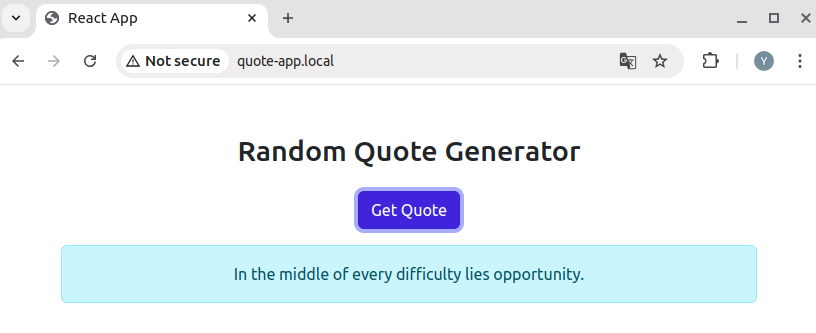 React App
Not secure quote-app.local
Y
Random Quote Generator
Get Quote
In the middle of every difficulty lies opportunity.